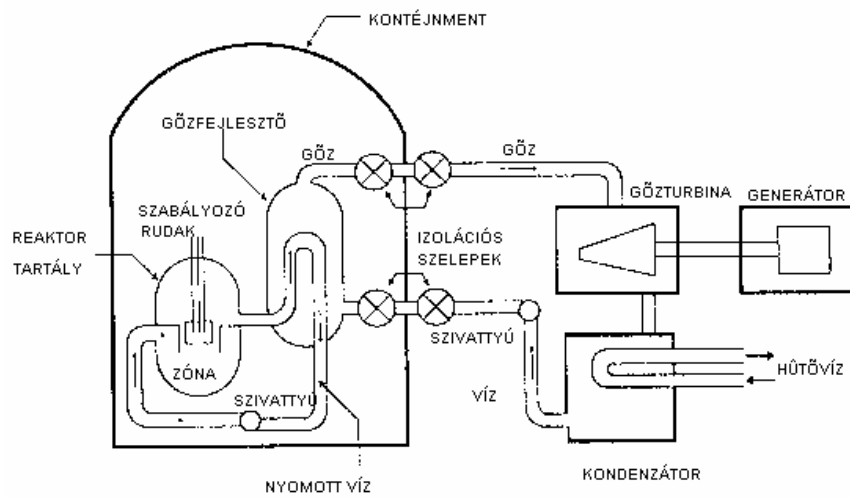 KONTÉJNMENT
GŐZFEJLESZTŐ
GŐZ
GŐZ
GŐZTURBINA
GENERÁTOR
SZABÁLYOZÓ
RUDAK
REAKTOR
TARTÁLY
IZOLÁCIÓS
SZELEPEK
SZIVATTYÚ
ZÓNA
SZIVATTYÚ
VÍZ
HÛTŐVÍZ
KONDENZÁTOR
NYOMOTT VÍZ